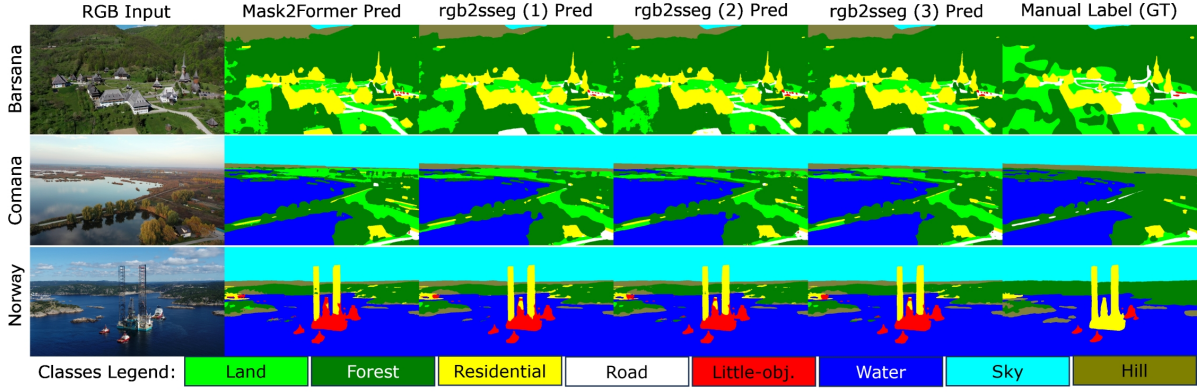 RGB Input Mask2Former Pred rgb2sseg (1) Pred rgb2sseg (2) Pred rgb2sseg (3) Pred Manual Label (GT)
Barsana
Comana
Norway
Classes Legend: Land Forest Residential Road Little-obj. Water Sky Hill